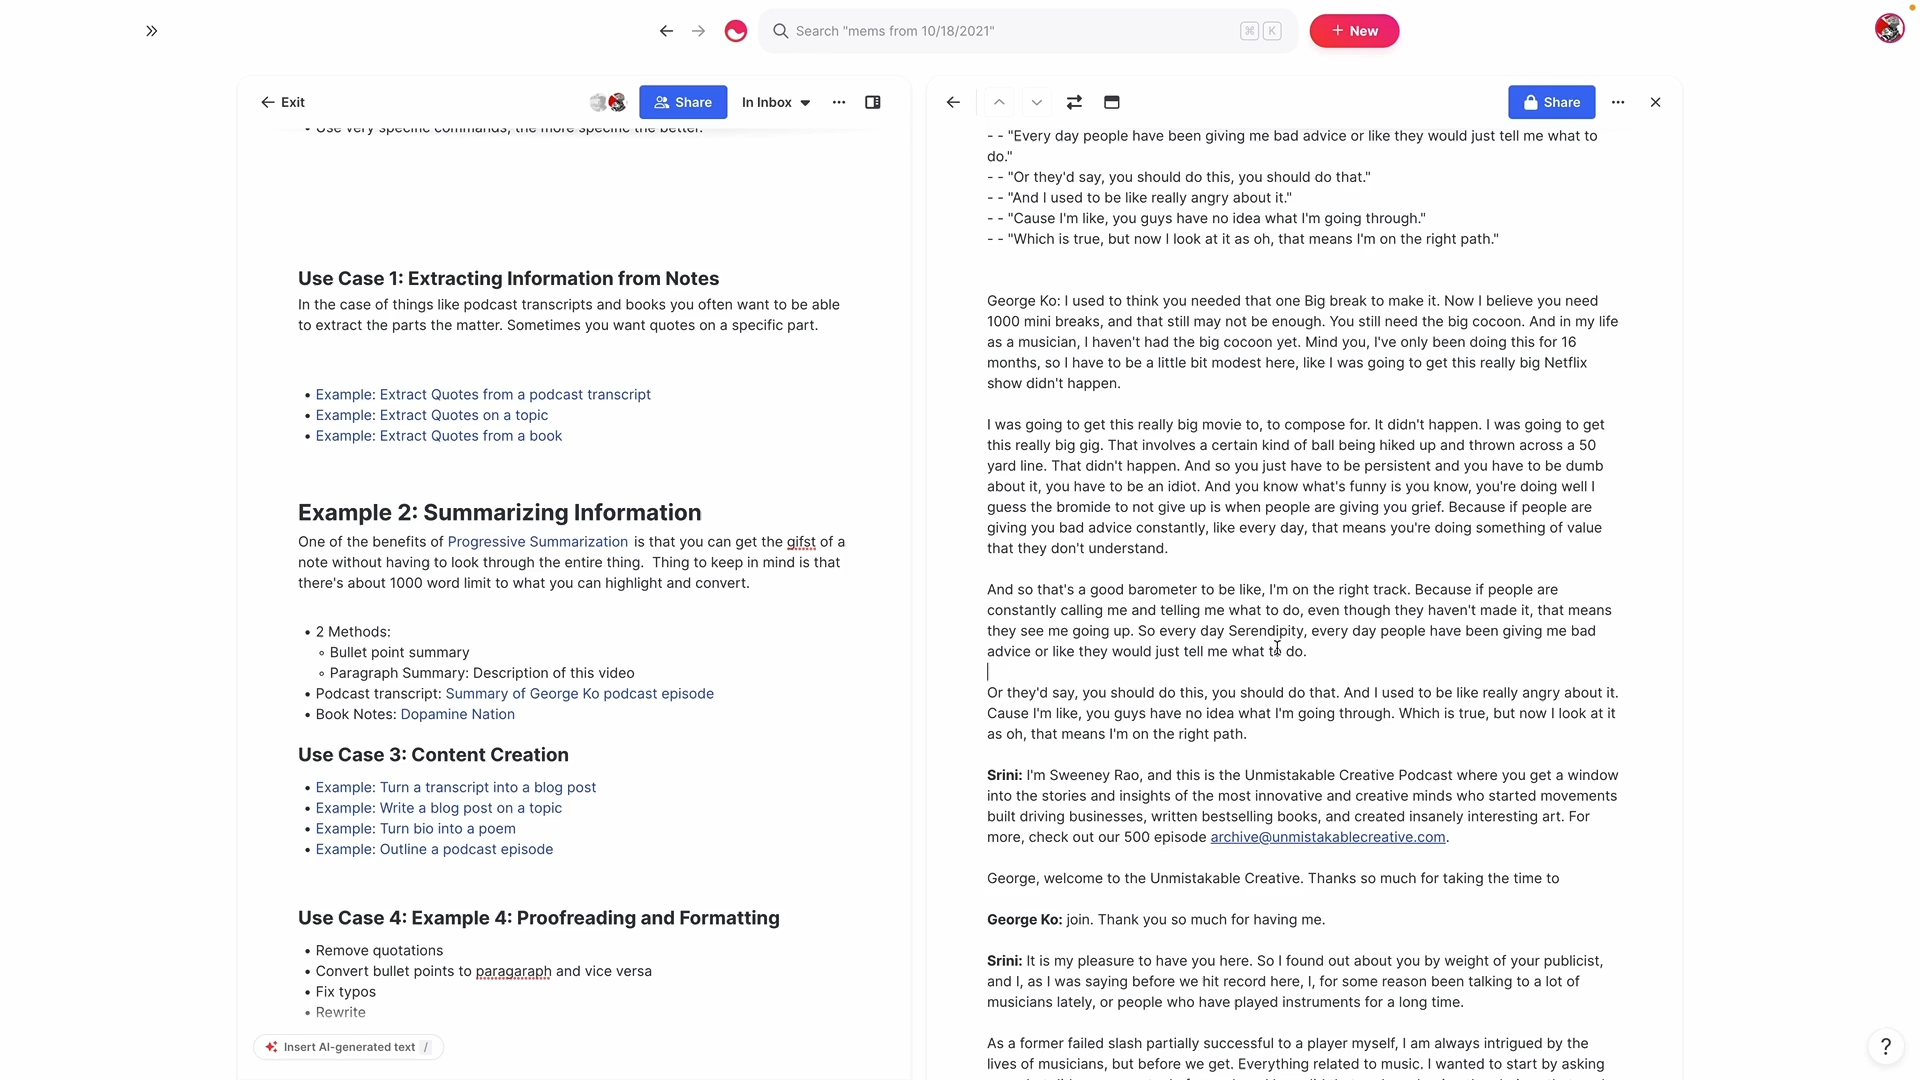 Search "mems from 10/18/2021"
⌘ K
+ New
← Exit
Share
In Inbox
• Use very specific commands, the more specific the better.
Use Case 1: Extracting Information from Notes
In the case of things like podcast transcripts and books you often want to be able
to extract the parts the matter. Sometimes you want quotes on a specific part.
• Example: Extract Quotes from a podcast transcript
• Example: Extract Quotes on a topic
• Example: Extract Quotes from a book
Example 2: Summarizing Information
One of the benefits of Progressive Summarization is that you can get the gifst of a
note without having to look through the entire thing. Thing to keep in mind is that
there's about 1000 word limit to what you can highlight and convert.
• 2 Methods:
◦ Bullet point summary
◦ Paragraph Summary: Description of this video
• Podcast transcript: Summary of George Ko podcast episode
• Book Notes: Dopamine Nation
Use Case 3: Content Creation
• Example: Turn a transcript into a blog post
• Example: Write a blog post on a topic
• Example: Turn bio into a poem
• Example: Outline a podcast episode
Use Case 4: Example 4: Proofreading and Formatting
• Remove quotations
• Convert bullet points to paragaraph and vice versa
• Fix typos
• Rewrite
Insert AI-generated text /
Share
- - "Every day people have been giving me bad advice or like they would just tell me what to
do."
- - "Or they'd say, you should do this, you should do that."
- - "And I used to be like really angry about it."
- - "Cause I'm like, you guys have no idea what I'm going through."
- - "Which is true, but now I look at it as oh, that means I'm on the right path."
George Ko: I used to think you needed that one Big break to make it. Now I believe you need
1000 mini breaks, and that still may not be enough. You still need the big cocoon. And in my life
as a musician, I haven't had the big cocoon yet. Mind you, I've only been doing this for 16
months, so I have to be a little bit modest here, like I was going to get this really big Netflix
show didn't happen.
I was going to get this really big movie to, to compose for. It didn't happen. I was going to get
this really big gig. That involves a certain kind of ball being hiked up and thrown across a 50
yard line. That didn't happen. And so you just have to be persistent and you have to be dumb
about it, you have to be an idiot. And you know what's funny is you know, you're doing well I
guess the bromide to not give up is when people are giving you grief. Because if people are
giving you bad advice constantly, like every day, that means you're doing something of value
that they don't understand.
And so that's a good barometer to be like, I'm on the right track. Because if people are
constantly calling me and telling me what to do, even though they haven't made it, that means
they see me going up. So every day Serendipity, every day people have been giving me bad
advice or like they would just tell me what to do.
Or they'd say, you should do this, you should do that. And I used to be like really angry about it.
Cause I'm like, you guys have no idea what I'm going through. Which is true, but now I look at it
as oh, that means I'm on the right path.
Srini: I'm Sweeney Rao, and this is the Unmistakable Creative Podcast where you get a window
into the stories and insights of the most innovative and creative minds who started movements
built driving businesses, written bestselling books, and created insanely interesting art. For
more, check out our 500 episode archive@unmistakablecreative.com.
George, welcome to the Unmistakable Creative. Thanks so much for taking the time to
George Ko: join. Thank you so much for having me.
Srini: It is my pleasure to have you here. So I found out about you by weight of your publicist,
and I, as I was saying before we hit record here, I, for some reason been talking to a lot of
musicians lately, or people who have played instruments for a long time.
As a former failed slash partially successful to a player myself, I am always intrigued by the
lives of musicians, but before we get. Everything related to music. I wanted to start by asking
?